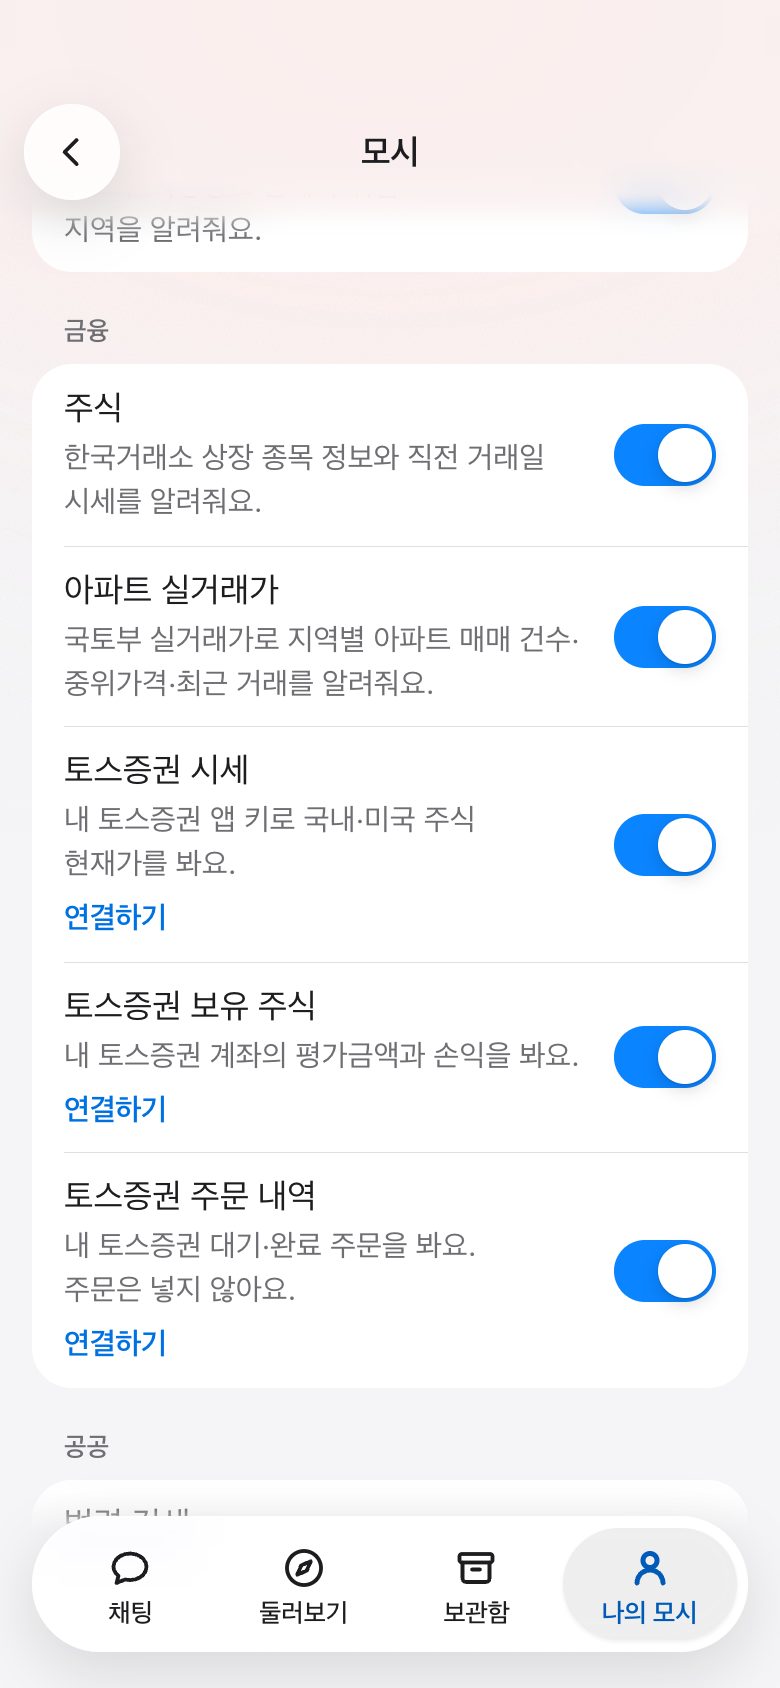 모시
지역을 알려줘요.
금융
주식
한국거래소 상장 종목 정보와 직전 거래일
시세를 알려줘요.
아파트 실거래가
국토부 실거래가로 지역별 아파트 매매 건수·
중위가격·최근 거래를 알려줘요.
토스증권 시세
내 토스증권 앱 키로 국내·미국 주식
현재가를 봐요.
연결하기
토스증권 보유 주식
내 토스증권 계좌의 평가금액과 손익을 봐요.
연결하기
토스증권 주문 내역
내 토스증권 대기·완료 주문을 봐요.
주문은 넣지 않아요.
연결하기
공공
채팅
둘러보기
보관함
나의 모시